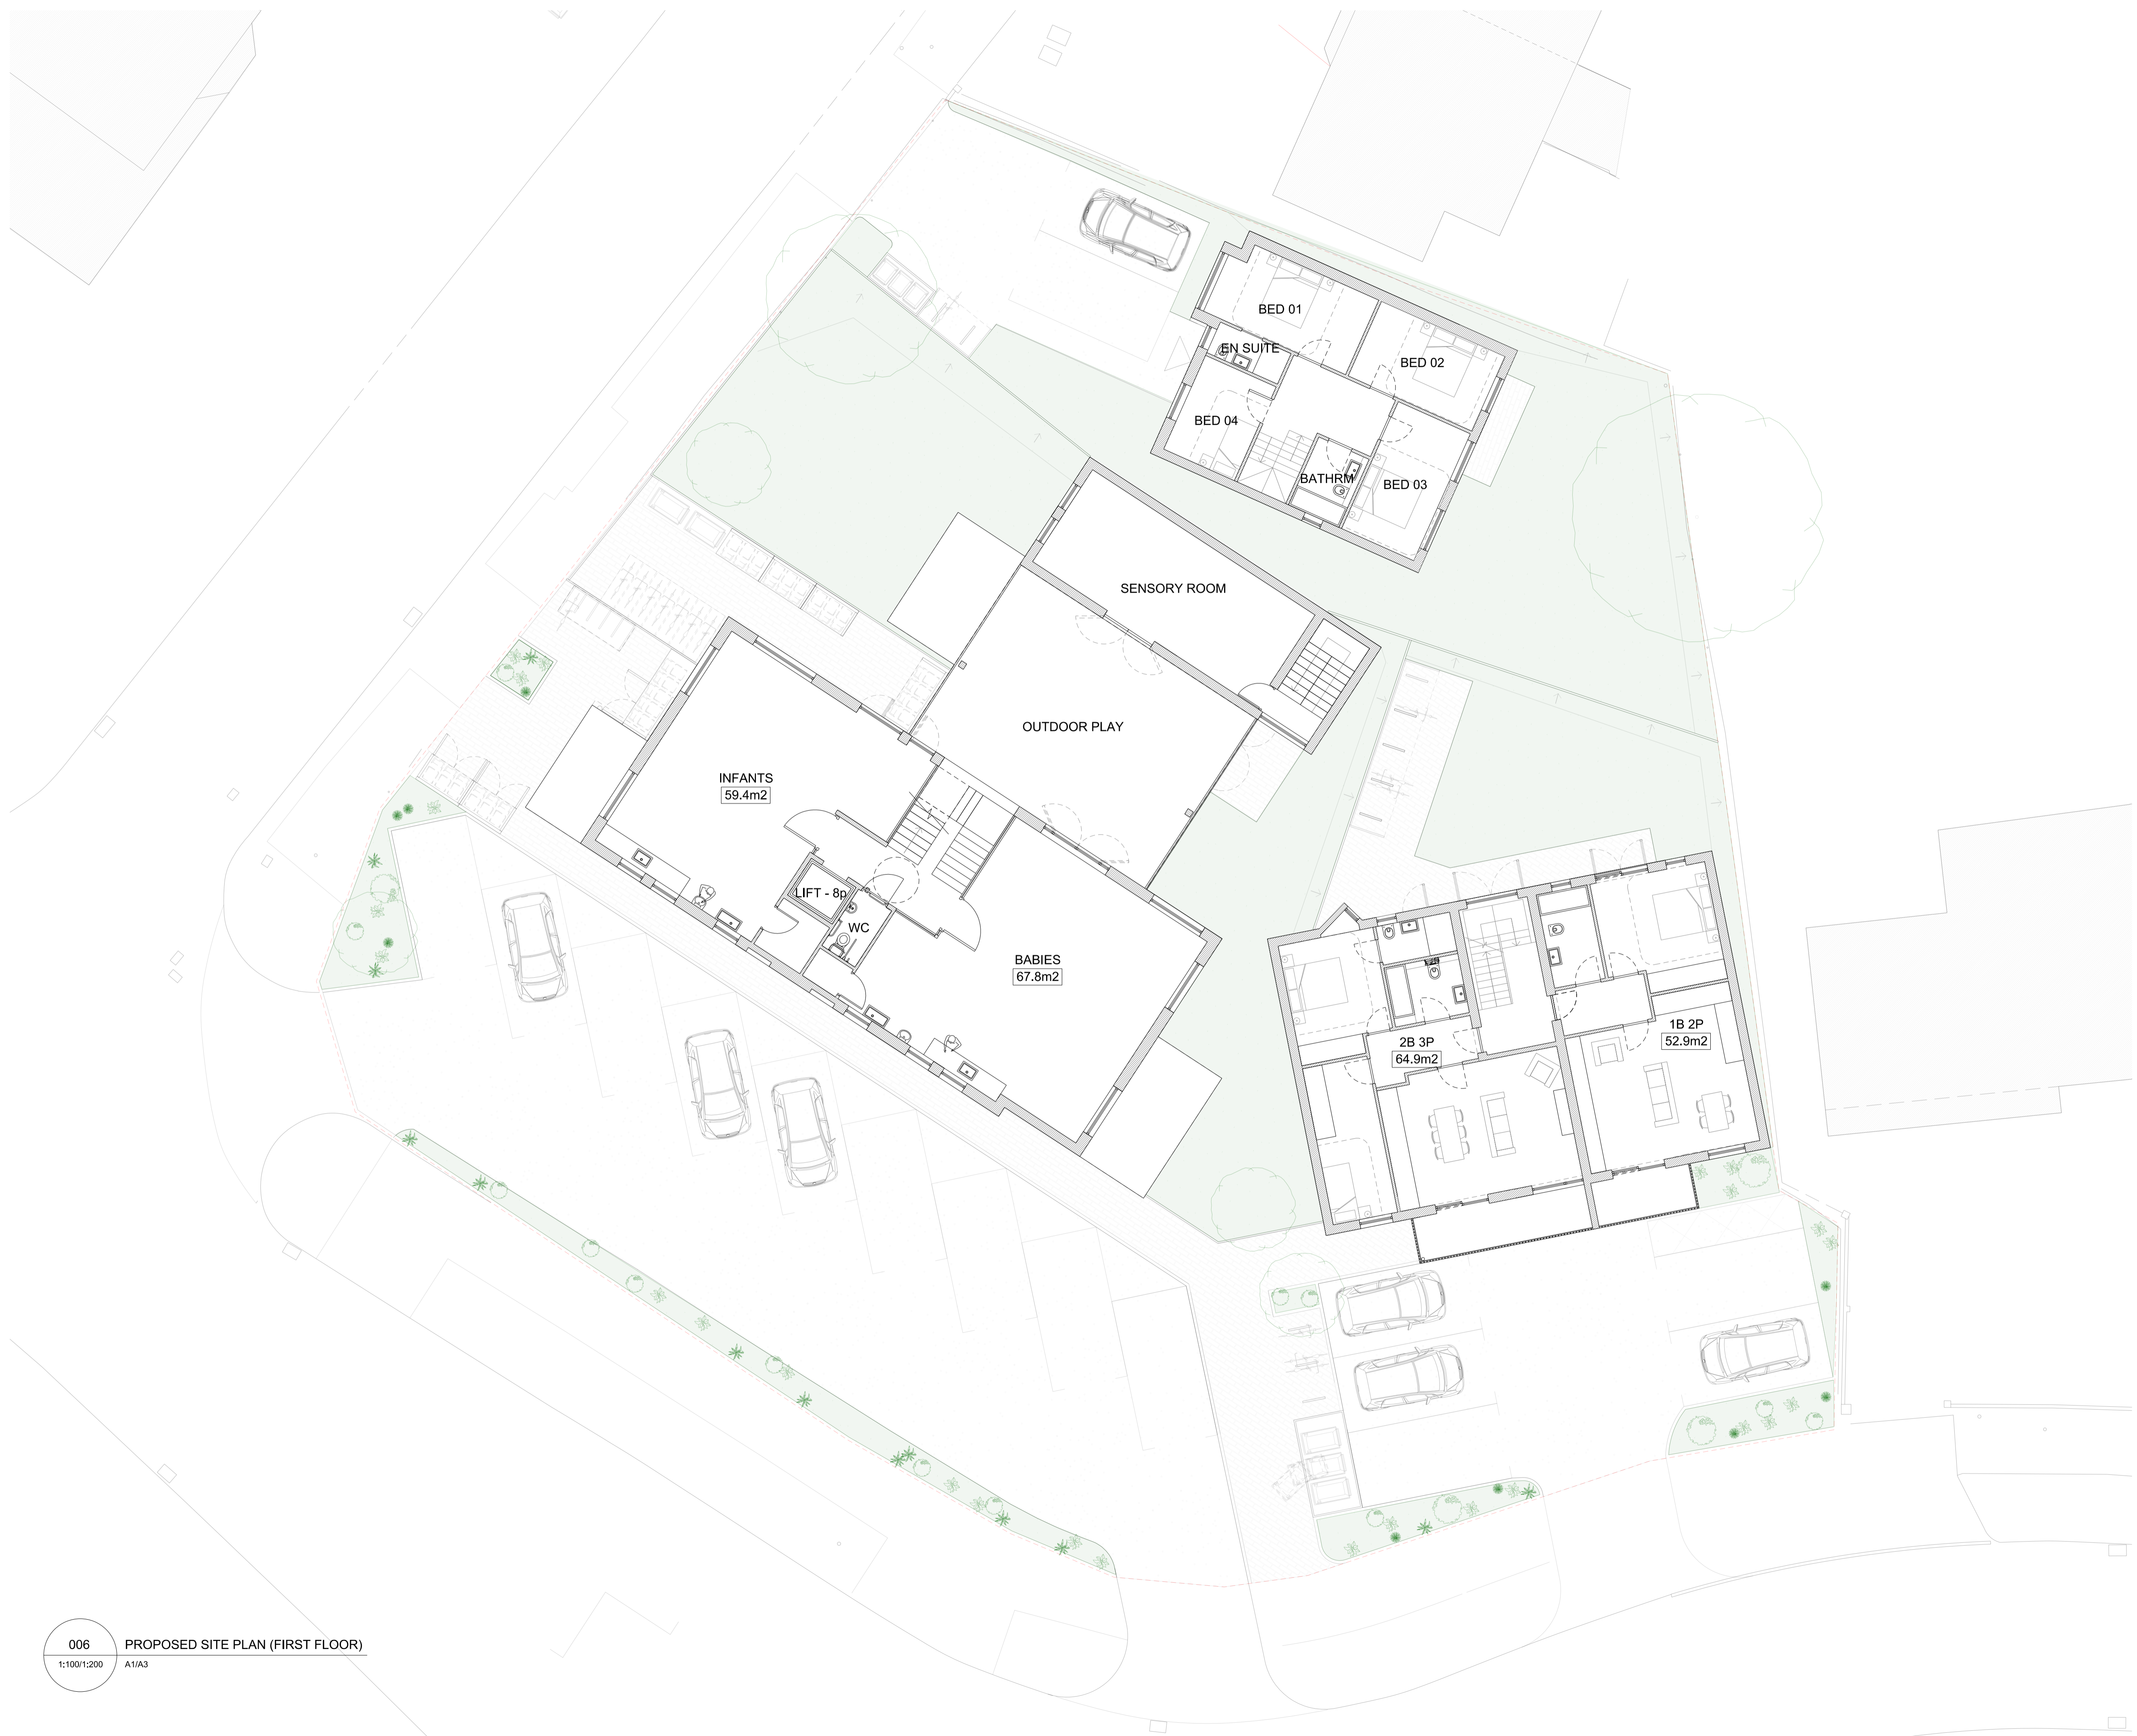 BED 01
EN SUITE
BED 02
BED 04
BATHRM
BED 03
SENSORY ROOM
OUTDOOR PLAY
INFANTS
59.4m2
LIFT - 8p
WC
BABIES
67.8m2
2B 3P
64.9m2
1B 2P
52.9m2
006
1:100/1:200
PROPOSED SITE PLAN (FIRST FLOOR)
A1/A3